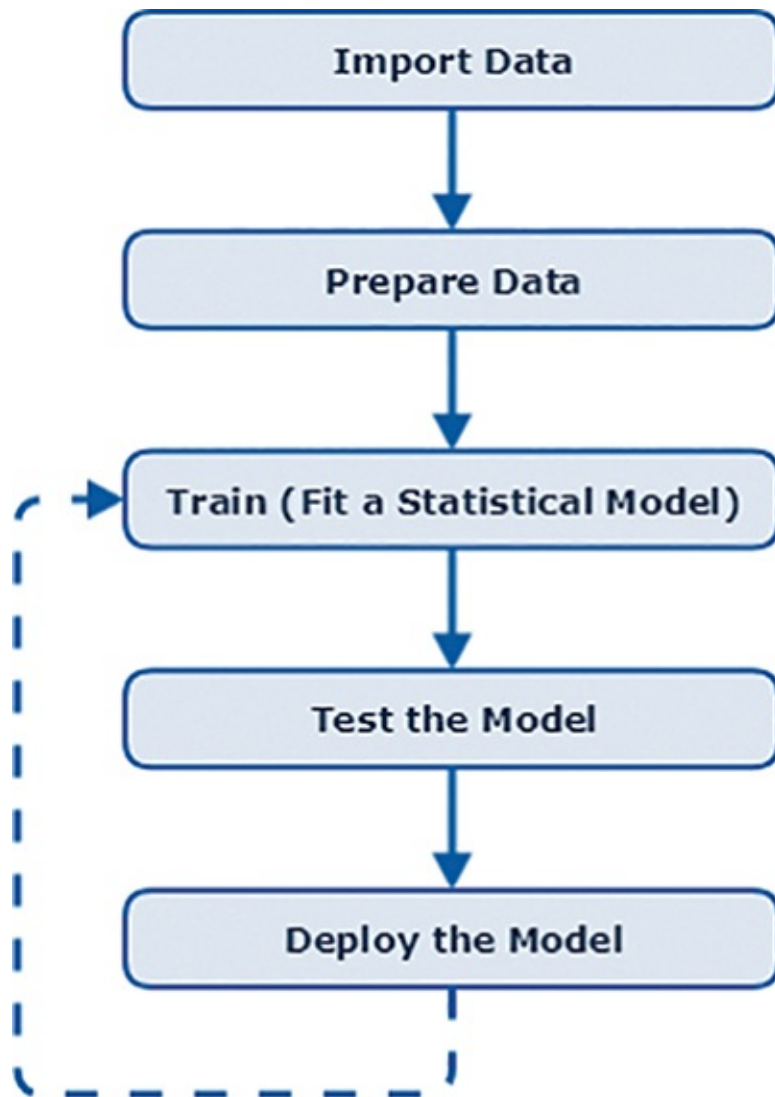 Import Data
Prepare Data
Train (Fit a Statistical Model)
Test the Model
Deploy the Model